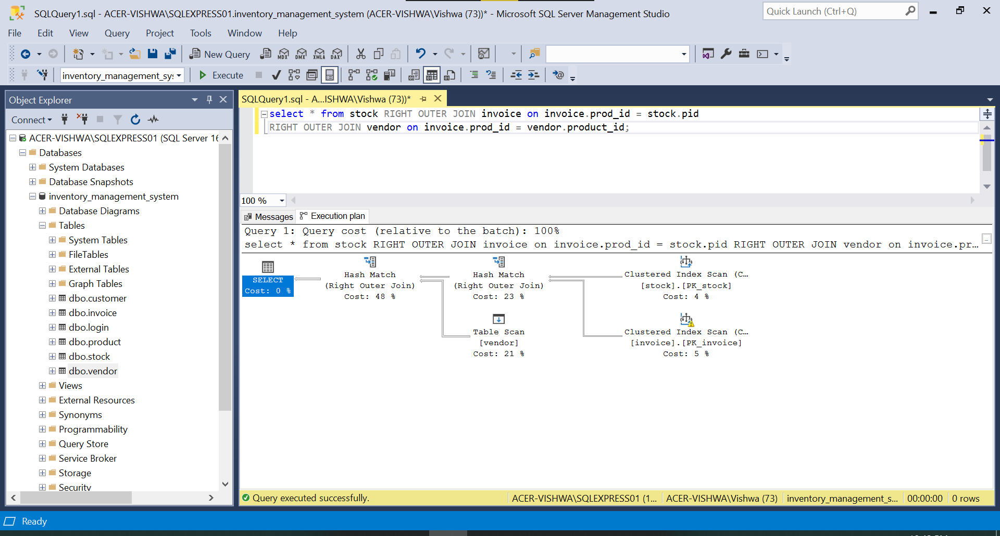 SQLQuery1.sql - ACER-VISHWA\SQLEXPRESS01.inventory_management_system (ACER-VISHWA\Vishwa (73))* - Microsoft SQL Server Management Studio
Quick Launch (Ctrl+Q)
File Edit View Query Project Tools Window Help
New Query MDX DMX XMLA DAX
inventory_management_sys Execute
Object Explorer
Connect
ACER-VISHWA\SQLEXPRESS01 (SQL Server 16
Databases
System Databases
Database Snapshots
inventory_management_system
Database Diagrams
Tables
System Tables
FileTables
External Tables
Graph Tables
dbo.customer
dbo.invoice
dbo.login
dbo.product
dbo.stock
dbo.vendor
Views
External Resources
Synonyms
Programmability
Query Store
Service Broker
Storage
Security
SQLQuery1.sql - A...ISHWA\Vishwa (73))*
select * from stock RIGHT OUTER JOIN invoice on invoice.prod_id = stock.pid
RIGHT OUTER JOIN vendor on invoice.prod_id = vendor.product_id;
100 %
Messages Execution plan
Query 1: Query cost (relative to the batch): 100%
select * from stock RIGHT OUTER JOIN invoice on invoice.prod_id = stock.pid RIGHT OUTER JOIN vendor on invoice.pr...
SELECT
Cost: 0 %
Hash Match
(Right Outer Join)
Cost: 48 %
Hash Match
(Right Outer Join)
Cost: 23 %
Clustered Index Scan (C...
[stock].[PK_stock]
Cost: 4 %
Table Scan
[vendor]
Cost: 21 %
Clustered Index Scan (C...
[invoice].[PK_invoice]
Cost: 5 %
Query executed successfully. ACER-VISHWA\SQLEXPRESS01 (1... ACER-VISHWA\Vishwa (73) inventory_management_s... 00:00:00 0 rows
Ready